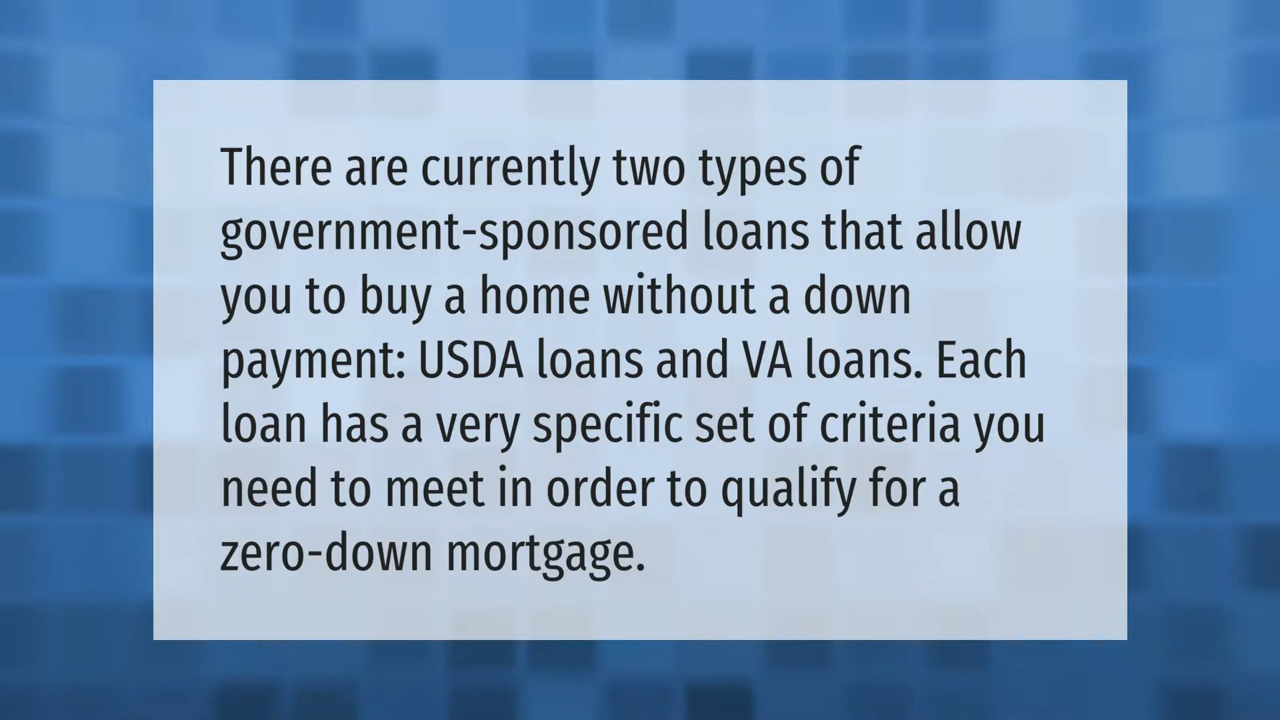 There are currently two types of
government-sponsored loans that allow
you to buy a home without a down
payment: USDA loans and VA loans. Each
loan has a very specific set of criteria you
need to meet in order to qualify for a
zero-down mortgage.